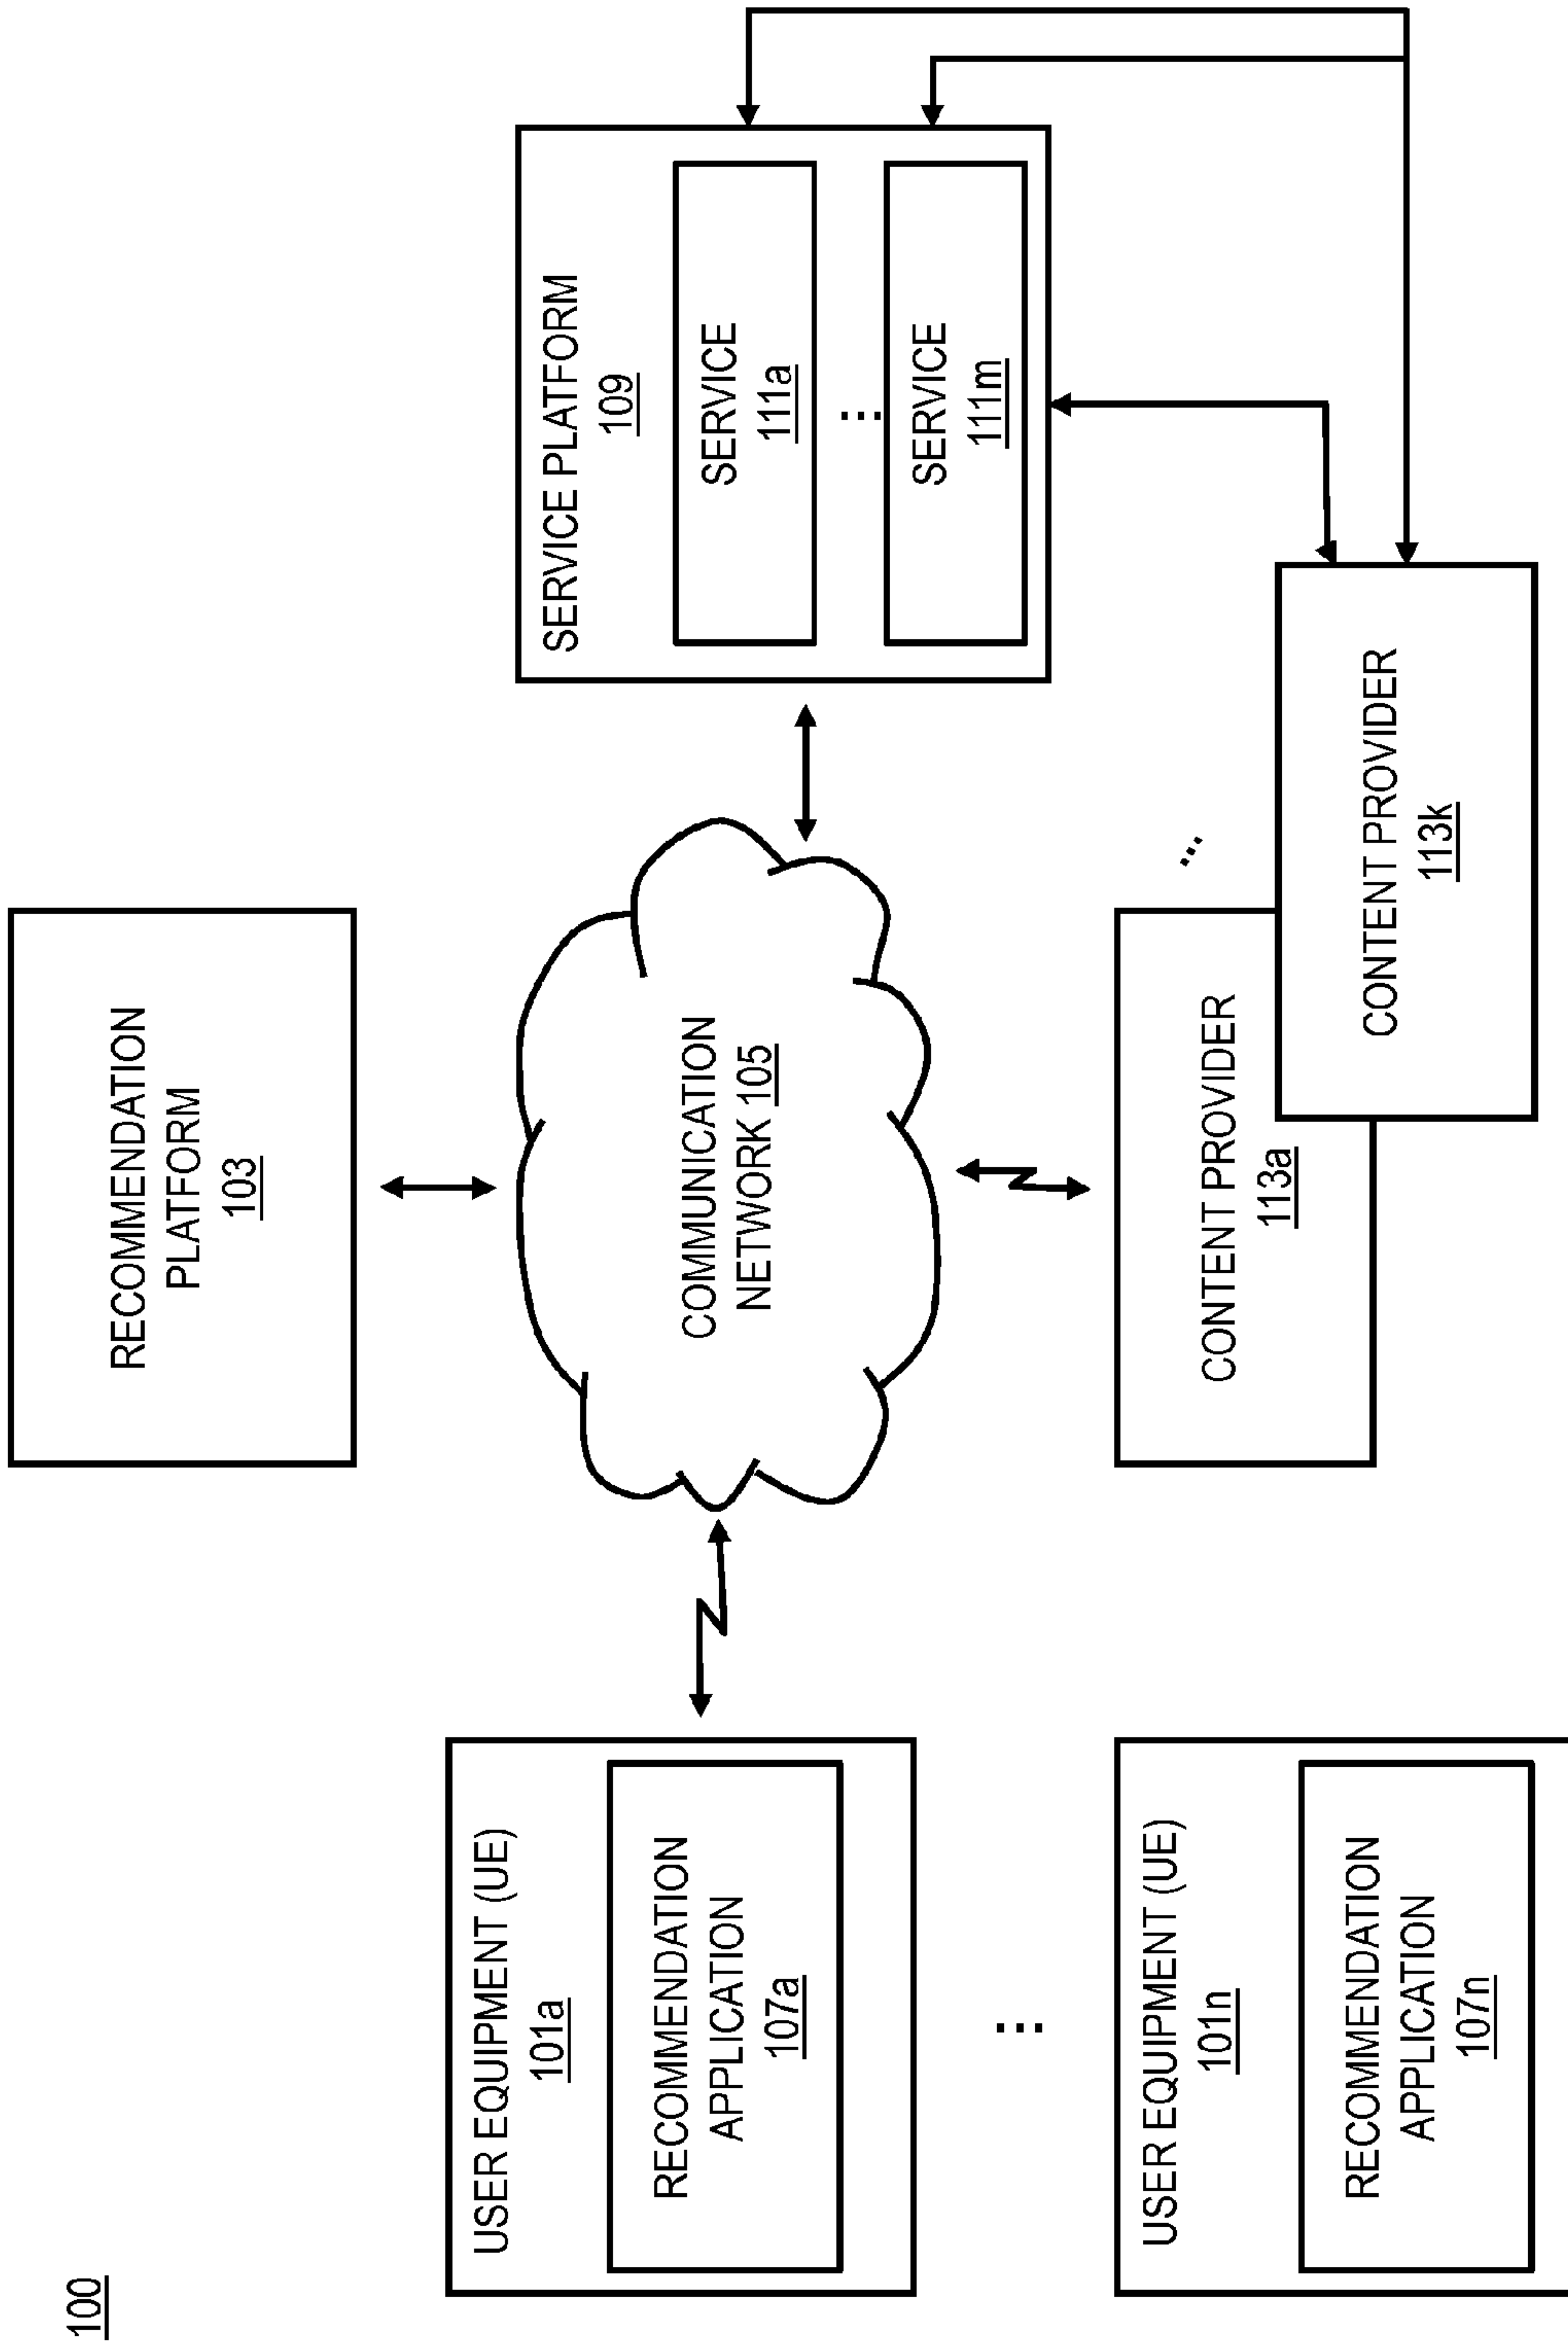 100
RECOMMENDATION
PLATFORM
103
USER EQUIPMENT (UE)
101a
RECOMMENDATION
APPLICATION
107a
...
USER EQUIPMENT (UE)
101n
RECOMMENDATION
APPLICATION
107n
COMMUNICATION
NETWORK 105
SERVICE PLATFORM
109
SERVICE
111a
...
SERVICE
111m
CONTENT PROVIDER
113a
...
CONTENT PROVIDER
113k